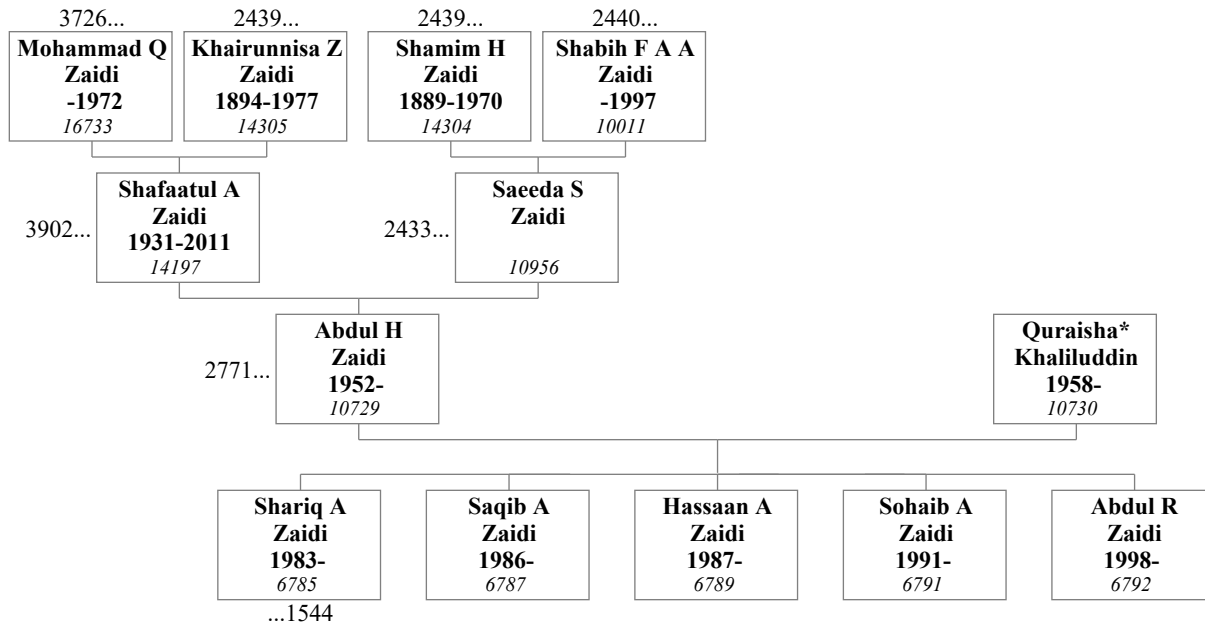 3726...
2439...
2439...
2440...
Mohammad Q
Zaidi
-1972
16733
Khairunnisa Z
Zaidi
1894-1977
14305
Shamim H
Zaidi
1889-1970
14304
Shabih F A A
Zaidi
-1997
10011
3902...
Shafaatul A
Zaidi
1931-2011
14197
2433...
Saeeda S
Zaidi
10956
2771...
Abdul H
Zaidi
1952-
10729
Quraisha*
Khaliluddin
1958-
10730
Shariq A
Zaidi
1983-
6785
...1544
Saqib A
Zaidi
1986-
6787
Hassaan A
Zaidi
1987-
6789
Sohaib A
Zaidi
1991-
6791
Abdul R
Zaidi
1998-
6792